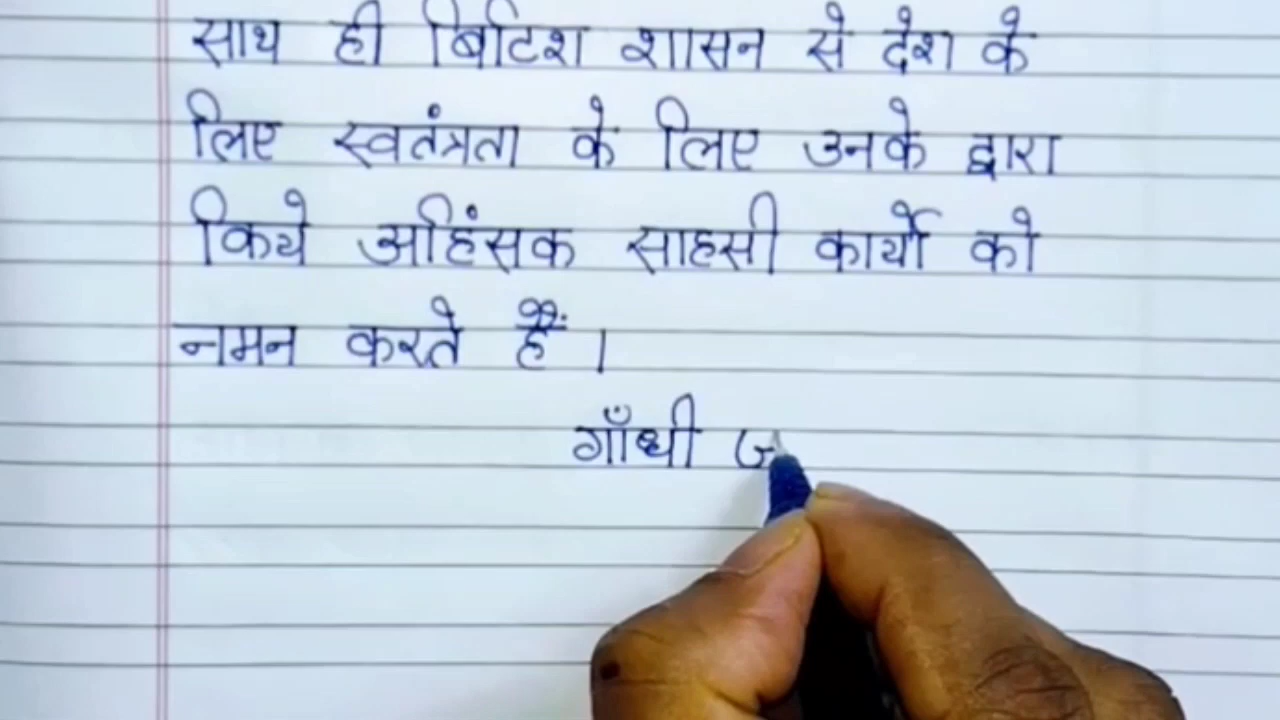 साथ ही ब्रिटिश शासन से देश के
लिए स्वतंत्रता के लिए उनके द्वारा
किये अहिंसक साहसी कार्यों को
नमन करते हैं ।
गाँधी